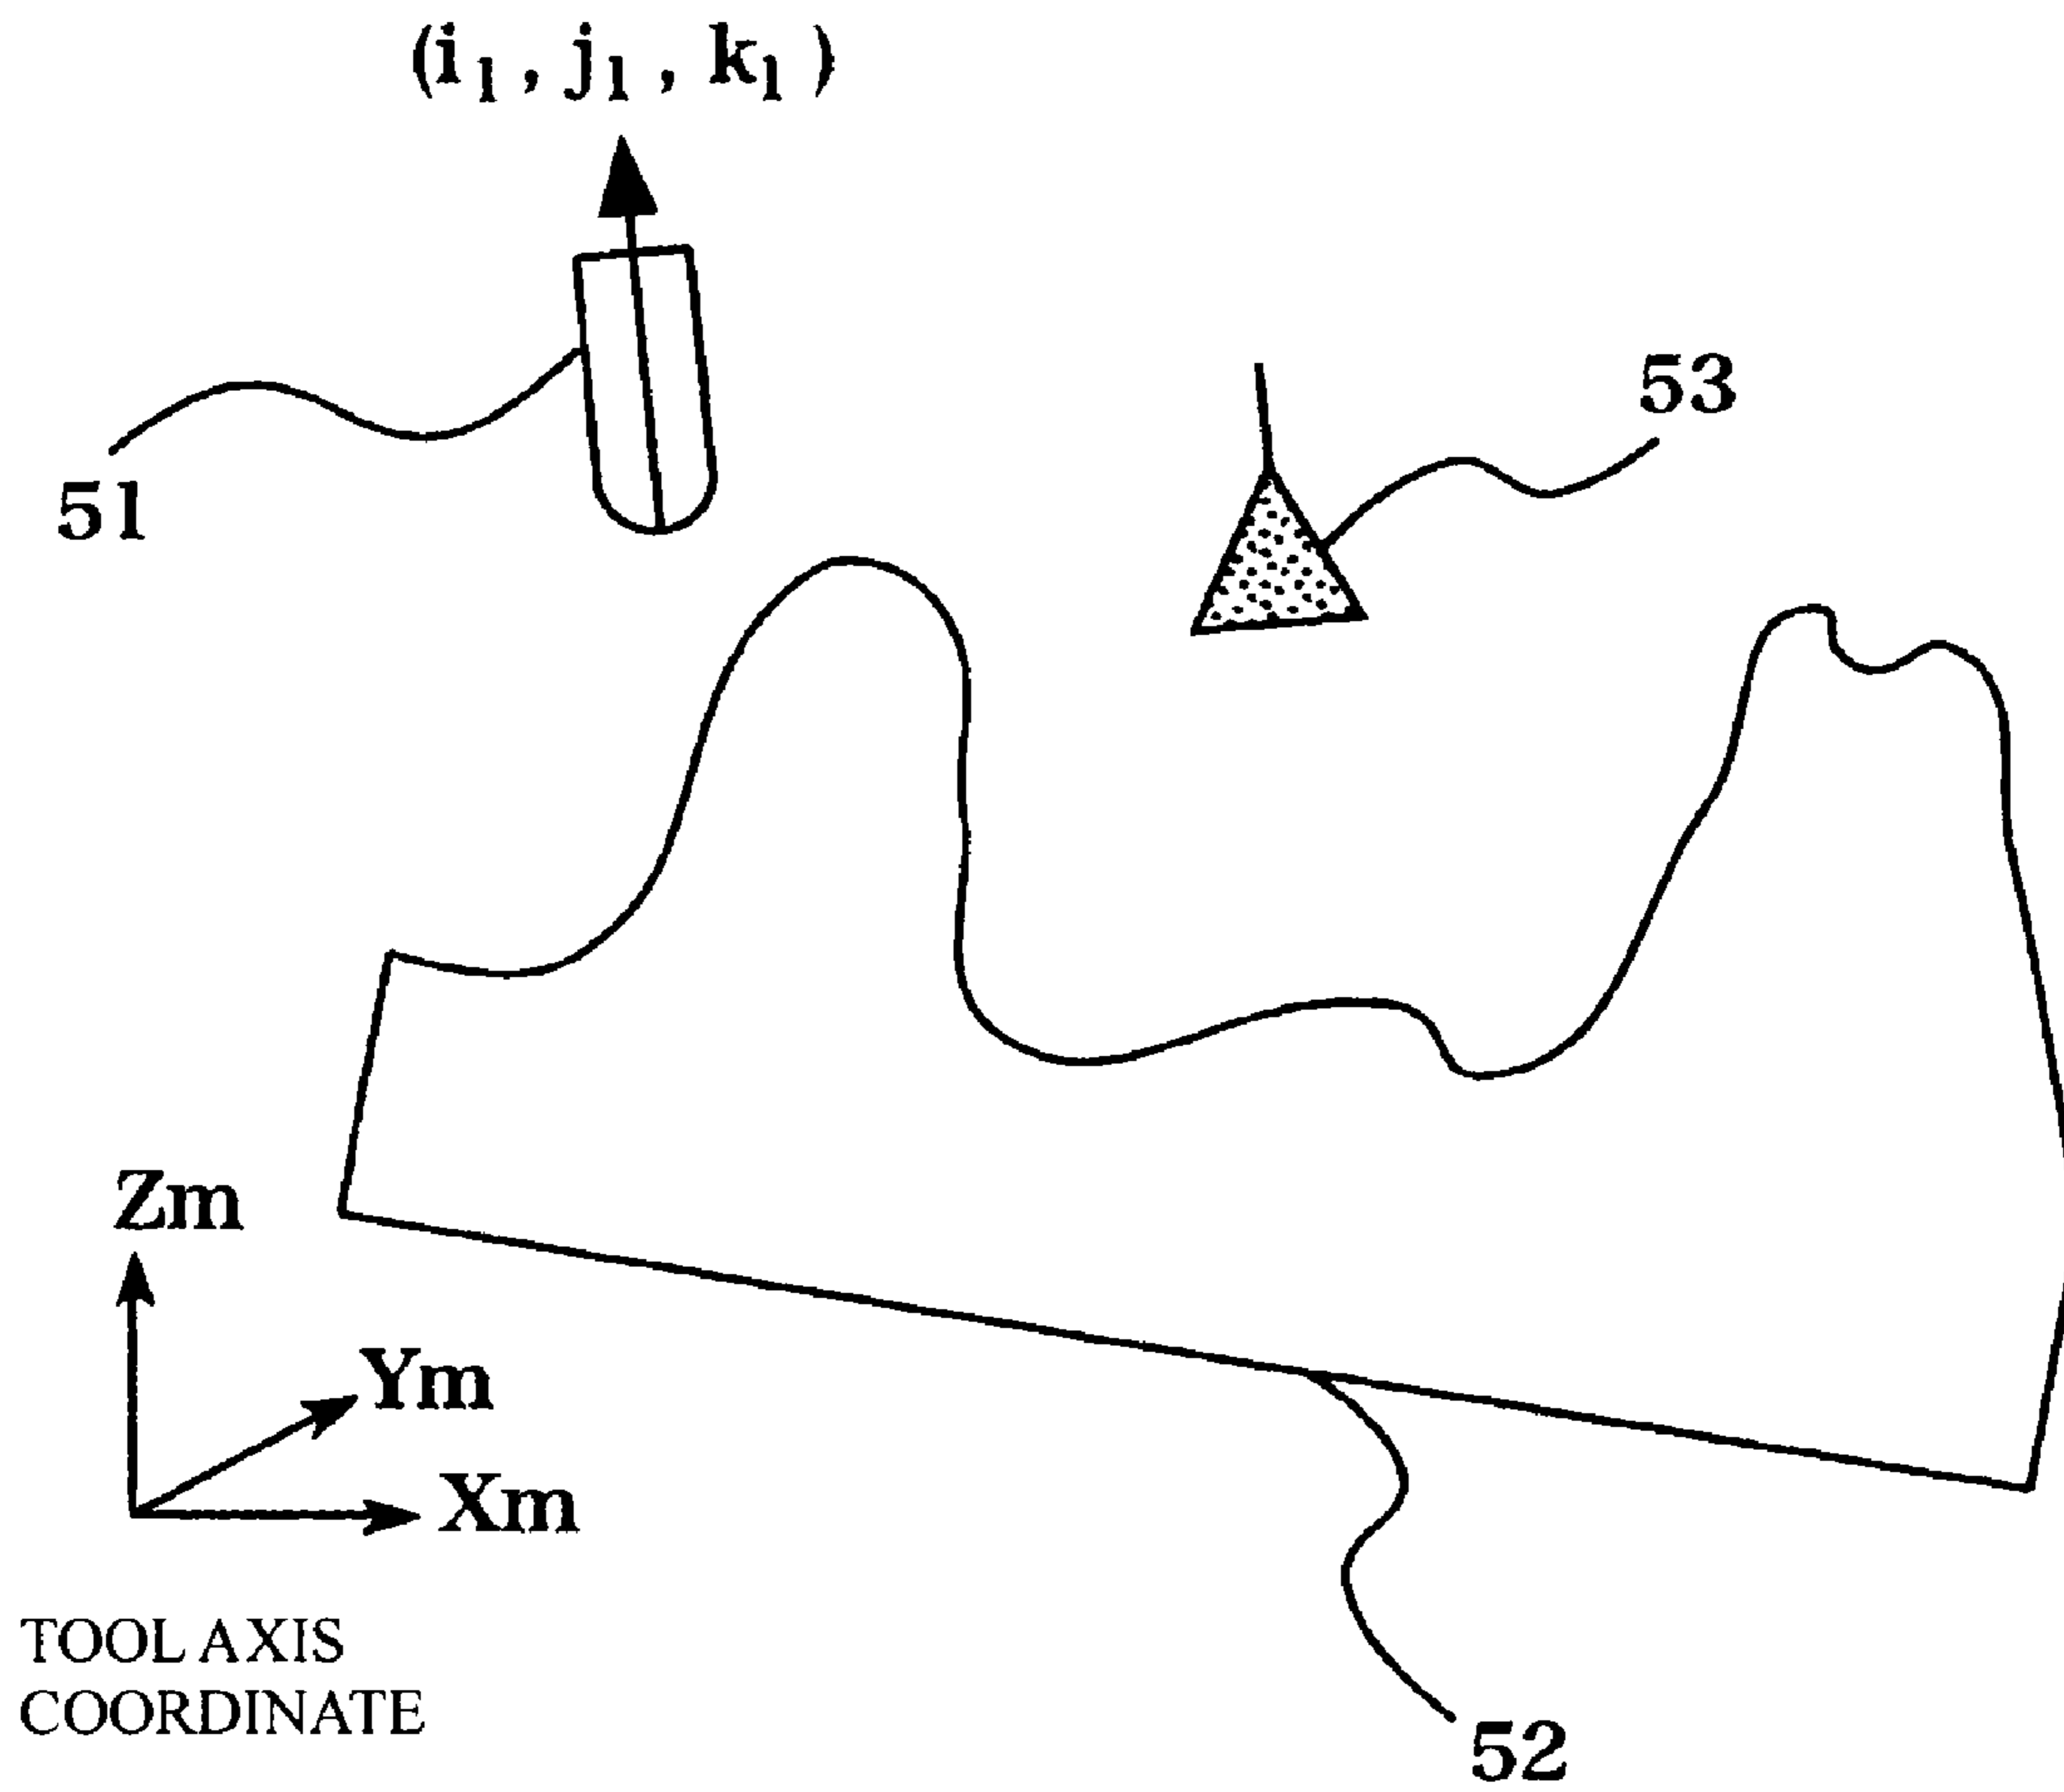 (i1, j1, k1)
53
51
Zm
Ym
Xm
TOOL AXIS
COORDINATE
52